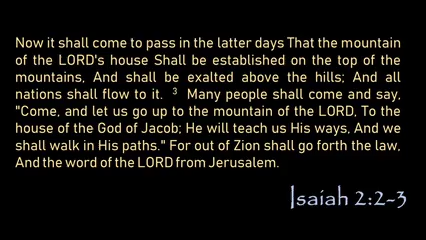 Now it shall come to pass in the latter days That the mountain
of the LORD's house Shall be established on the top of the
mountains, And shall be exalted above the hills; And all
nations shall flow to it. 3 Many people shall come and say,
"Come, and let us go up to the mountain of the LORD, To the
house of the God of Jacob; He will teach us His ways, And we
shall walk in His paths." For out of Zion shall go forth the law,
And the word of the LORD from Jerusalem.
Isaiah 2:2-3